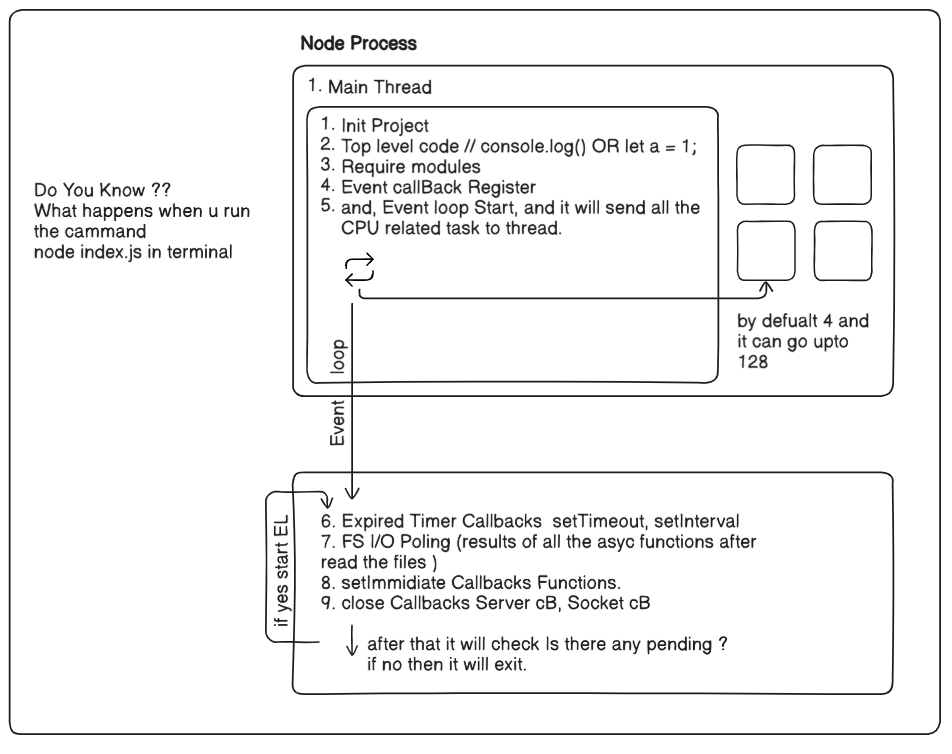 Node Process
1. Main Thread
1. Init Project
2. Top level code // console.log() OR let a = 1;
3. Require modules
4. Event callBack Register
5. and, Event loop Start, and it will send all the
CPU related task to thread.
Do You Know ??
What happens when u run
the cammand
node index.js in terminal
by defualt 4 and
it can go upto
128
Event loop
if yes start EL
6. Expired Timer Callbacks setTimeout, setInterval
7. FS I/O Poling (results of all the asyc functions after
read the files )
8. setImmidiate Callbacks Functions.
9. close Callbacks Server cB, Socket cB
after that it will check Is there any pending ?
if no then it will exit.